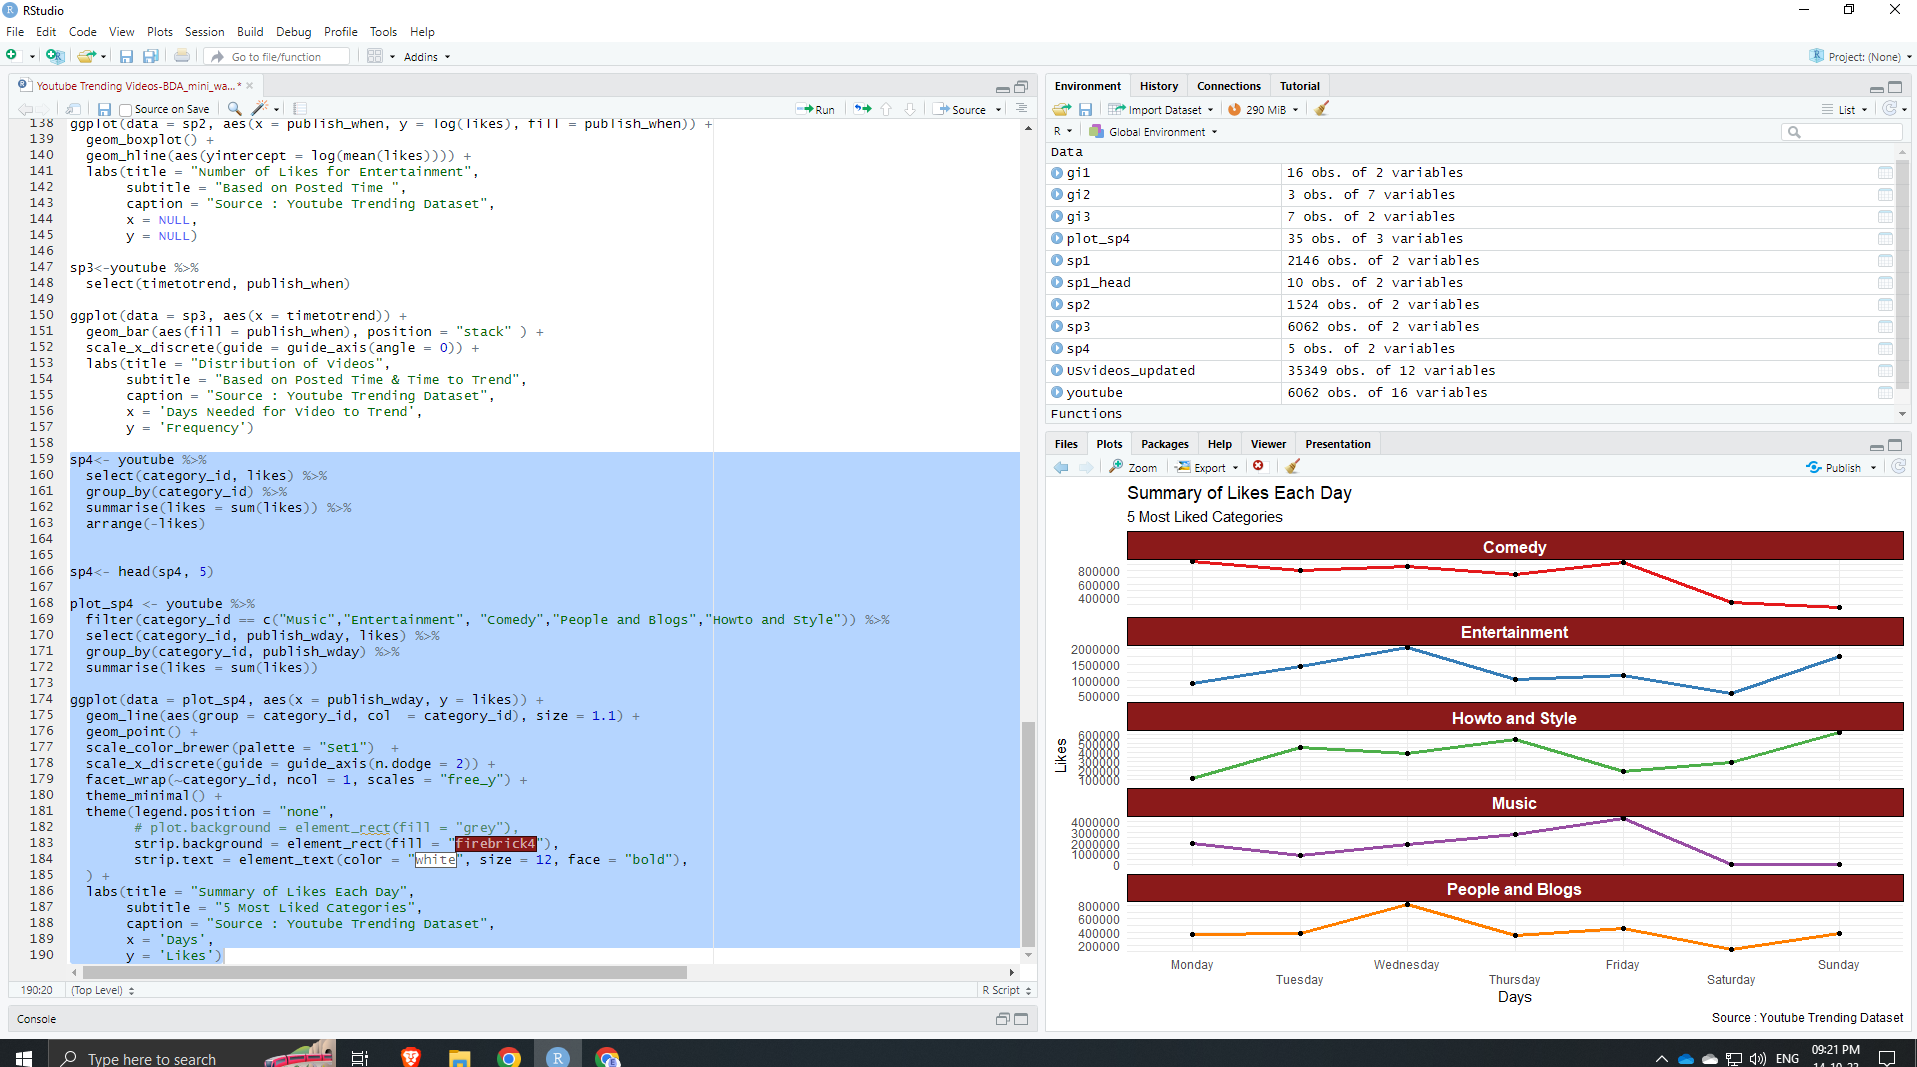 RStudio
File Edit Code View Plots Session Build Debug Profile Tools Help
Go to file/function Addins Project: (None)
Youtube Trending Videos-BDA_mini_wa...*
Source on Save Run Source
138 ggplot(data = sp2, aes(x = publish_when, y = log(likes), fill = publish_when)) +
139 geom_boxplot() +
140 geom_hline(aes(yintercept = log(mean(likes)))) +
141 labs(title = "Number of Likes for Entertainment",
142 subtitle = "Based on Posted Time ",
143 caption = "Source : Youtube Trending Dataset",
144 x = NULL,
145 y = NULL)
146
147 sp3<-youtube %>%
148 select(timetotrend, publish_when)
149
150 ggplot(data = sp3, aes(x = timetotrend)) +
151 geom_bar(aes(fill = publish_when), position = "stack" ) +
152 scale_x_discrete(guide = guide_axis(angle = 0)) +
153 labs(title = "Distribution of Videos",
154 subtitle = "Based on Posted Time & Time to Trend",
155 caption = "Source : Youtube Trending Dataset",
156 x = 'Days Needed for Video to Trend',
157 y = 'Frequency')
158
159 sp4<- youtube %>%
160 select(category_id, likes) %>%
161 group_by(category_id) %>%
162 summarise(likes = sum(likes)) %>%
163 arrange(-likes)
164
165
166 sp4<- head(sp4, 5)
167
168 plot_sp4 <- youtube %>%
169 filter(category_id == c("Music","Entertainment", "Comedy","People and Blogs","Howto and Style")) %>%
170 select(category_id, publish_wday, likes) %>%
171 group_by(category_id, publish_wday) %>%
172 summarise(likes = sum(likes))
173
174 ggplot(data = plot_sp4, aes(x = publish_wday, y = likes)) +
175 geom_line(aes(group = category_id, col  = category_id), size = 1.1) +
176 geom_point() +
177 scale_color_brewer(palette = "Set1")  +
178 scale_x_discrete(guide = guide_axis(n.dodge = 2)) +
179 facet_wrap(~category_id, ncol = 1, scales = "free_y") +
180 theme_minimal() +
181 theme(legend.position = "none",
182 # plot.background = element_rect(fill = "grey"),
183 strip.background = element_rect(fill = "firebrick4"),
184 strip.text = element_text(color = "white", size = 12, face = "bold"),
185 ) +
186 labs(title = "Summary of Likes Each Day",
187 subtitle = "5 Most Liked Categories",
188 caption = "Source : Youtube Trending Dataset",
189 x = 'Days',
190 y = 'Likes')
190:20 (Top Level) R Script
Console
Environment History Connections Tutorial
Import Dataset 290 MiB List
R Global Environment
Data
gi1 16 obs. of 2 variables
gi2 3 obs. of 7 variables
gi3 7 obs. of 2 variables
plot_sp4 35 obs. of 3 variables
sp1 2146 obs. of 2 variables
sp1_head 10 obs. of 2 variables
sp2 1524 obs. of 2 variables
sp3 6062 obs. of 2 variables
sp4 5 obs. of 2 variables
USvideos_updated 35349 obs. of 12 variables
youtube 6062 obs. of 16 variables
Functions
Files Plots Packages Help Viewer Presentation
Zoom Export Publish
Summary of Likes Each Day
5 Most Liked Categories
Comedy
800000
600000
400000
Entertainment
2000000
1500000
1000000
500000
Howto and Style
600000
500000
400000
300000
200000
100000
Music
4000000
3000000
2000000
1000000
0
People and Blogs
800000
600000
400000
200000
Likes
Monday Wednesday Friday Sunday
Tuesday Thursday Saturday
Days
Source : Youtube Trending Dataset
Type here to search
ENG
09:21 PM